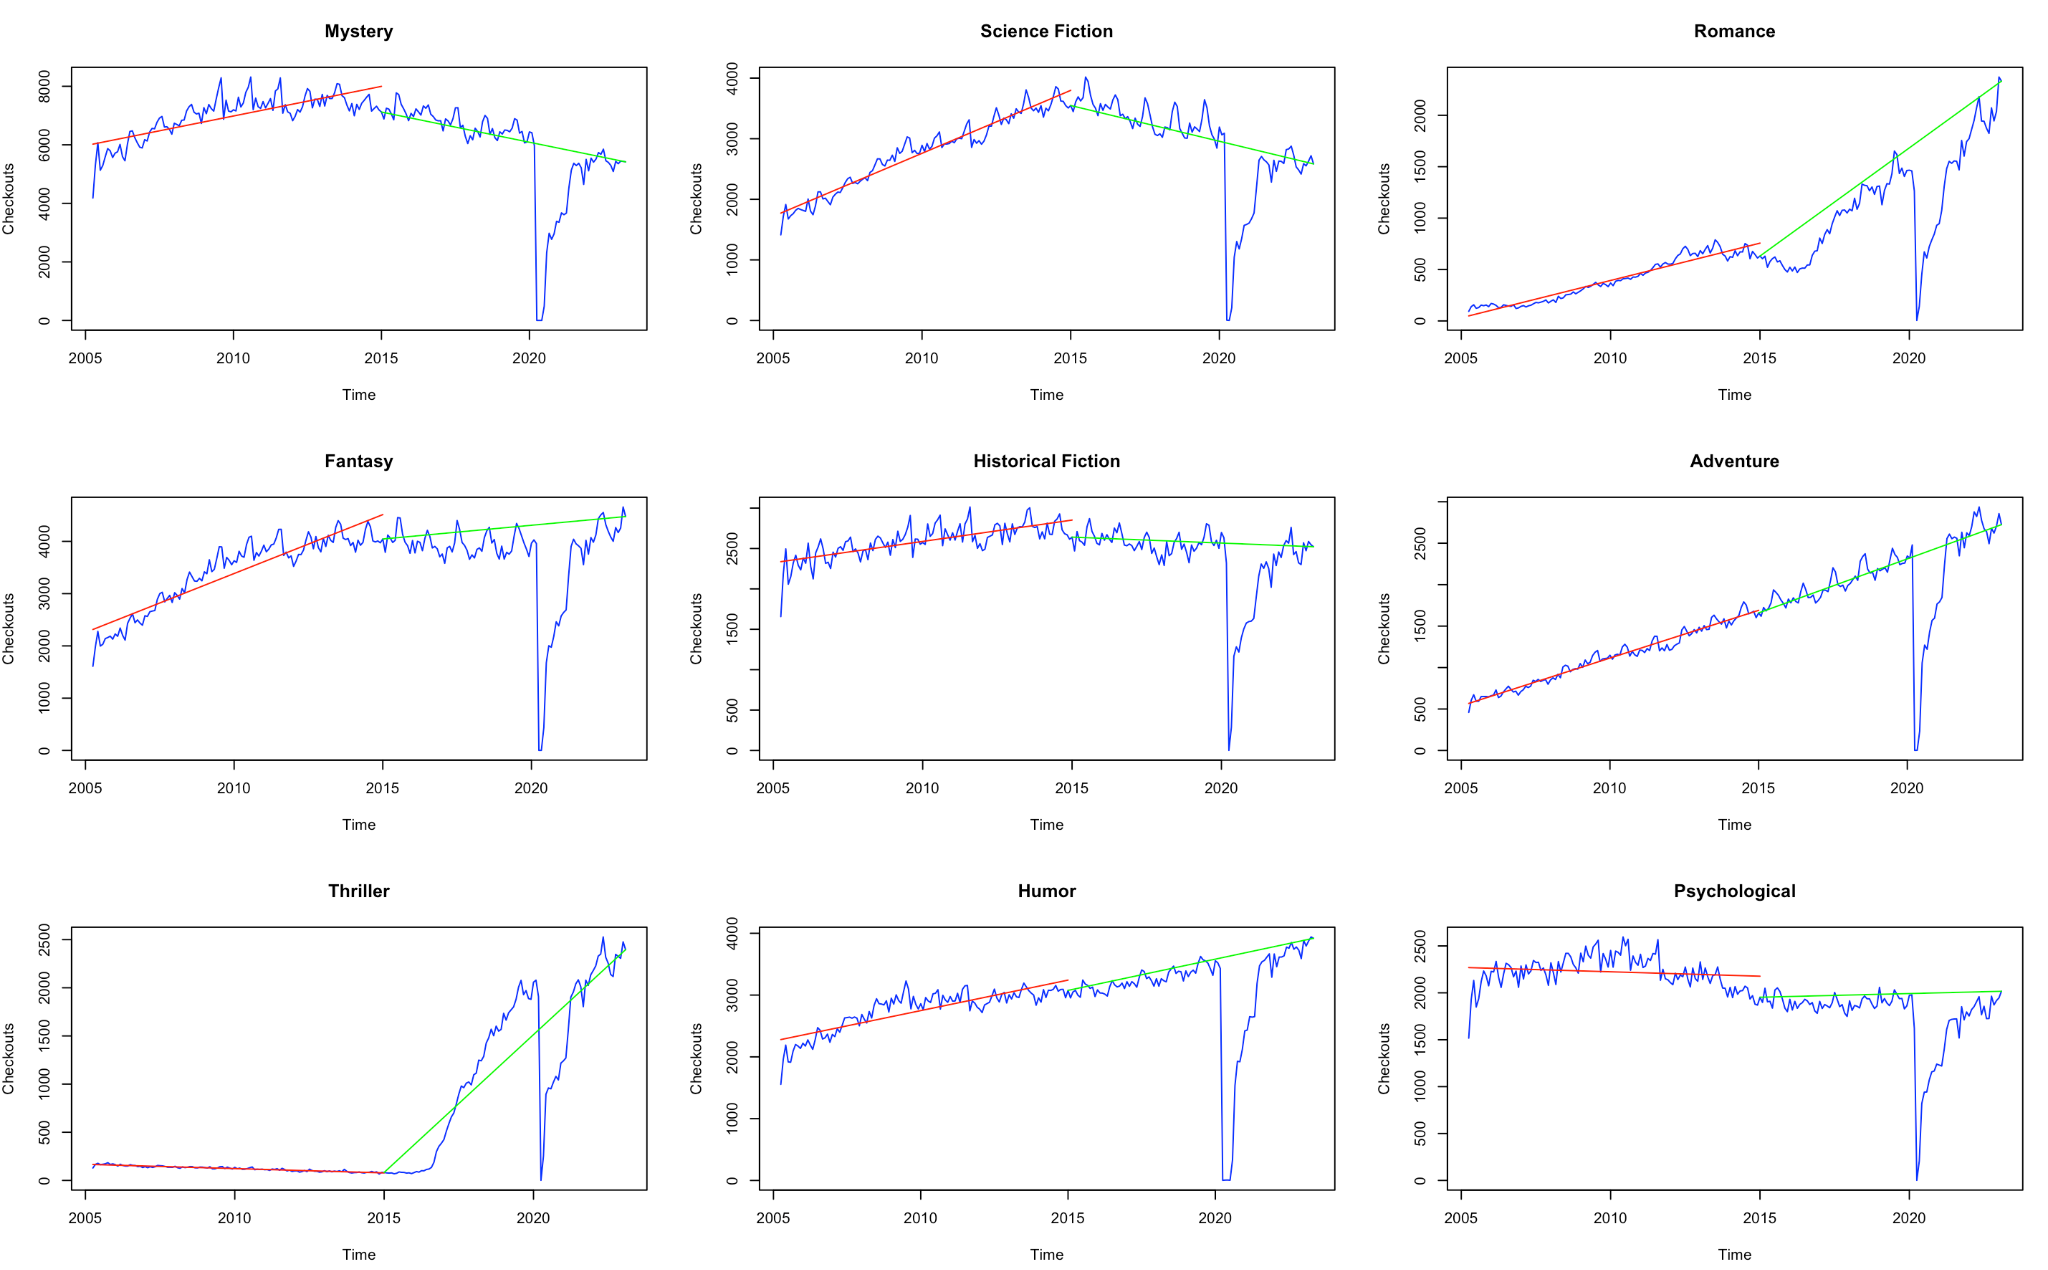 Mystery
Checkouts
0 2000 4000 6000 8000
2005 2010 2015 2020
Time
Science Fiction
Checkouts
0 1000 2000 3000 4000
2005 2010 2015 2020
Time
Romance
Checkouts
0 500 1000 1500 2000
2005 2010 2015 2020
Time
Fantasy
Checkouts
0 1000 2000 3000 4000
2005 2010 2015 2020
Time
Historical Fiction
Checkouts
0 500 1500 2500
2005 2010 2015 2020
Time
Adventure
Checkouts
0 500 1500 2500
2005 2010 2015 2020
Time
Thriller
Checkouts
0 500 1000 1500 2000 2500
2005 2010 2015 2020
Time
Humor
Checkouts
0 1000 2000 3000 4000
2005 2010 2015 2020
Time
Psychological
Checkouts
0 500 1000 1500 2000 2500
2005 2010 2015 2020
Time